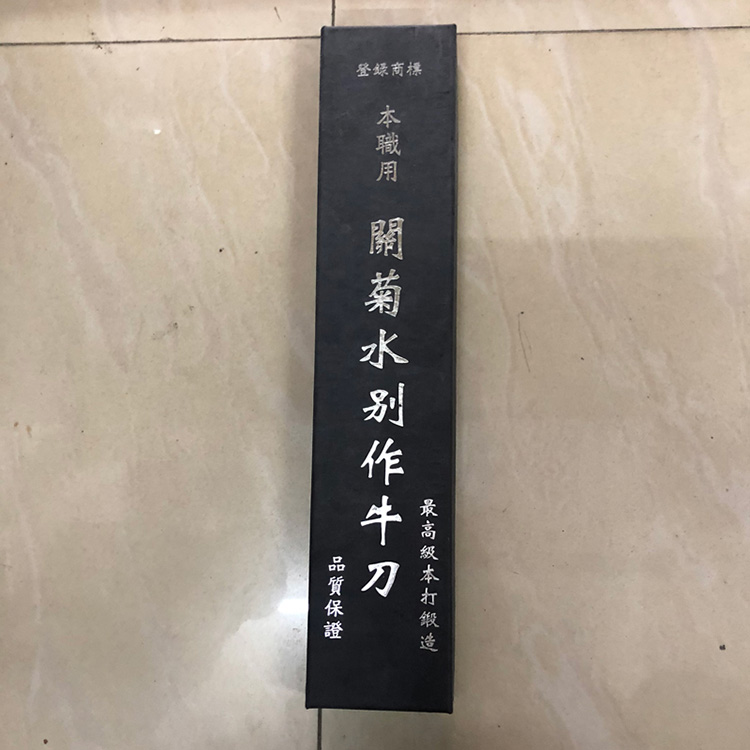 登録商標
本職用
關菊水別作牛刀
最高級本打鍛造
品質保證